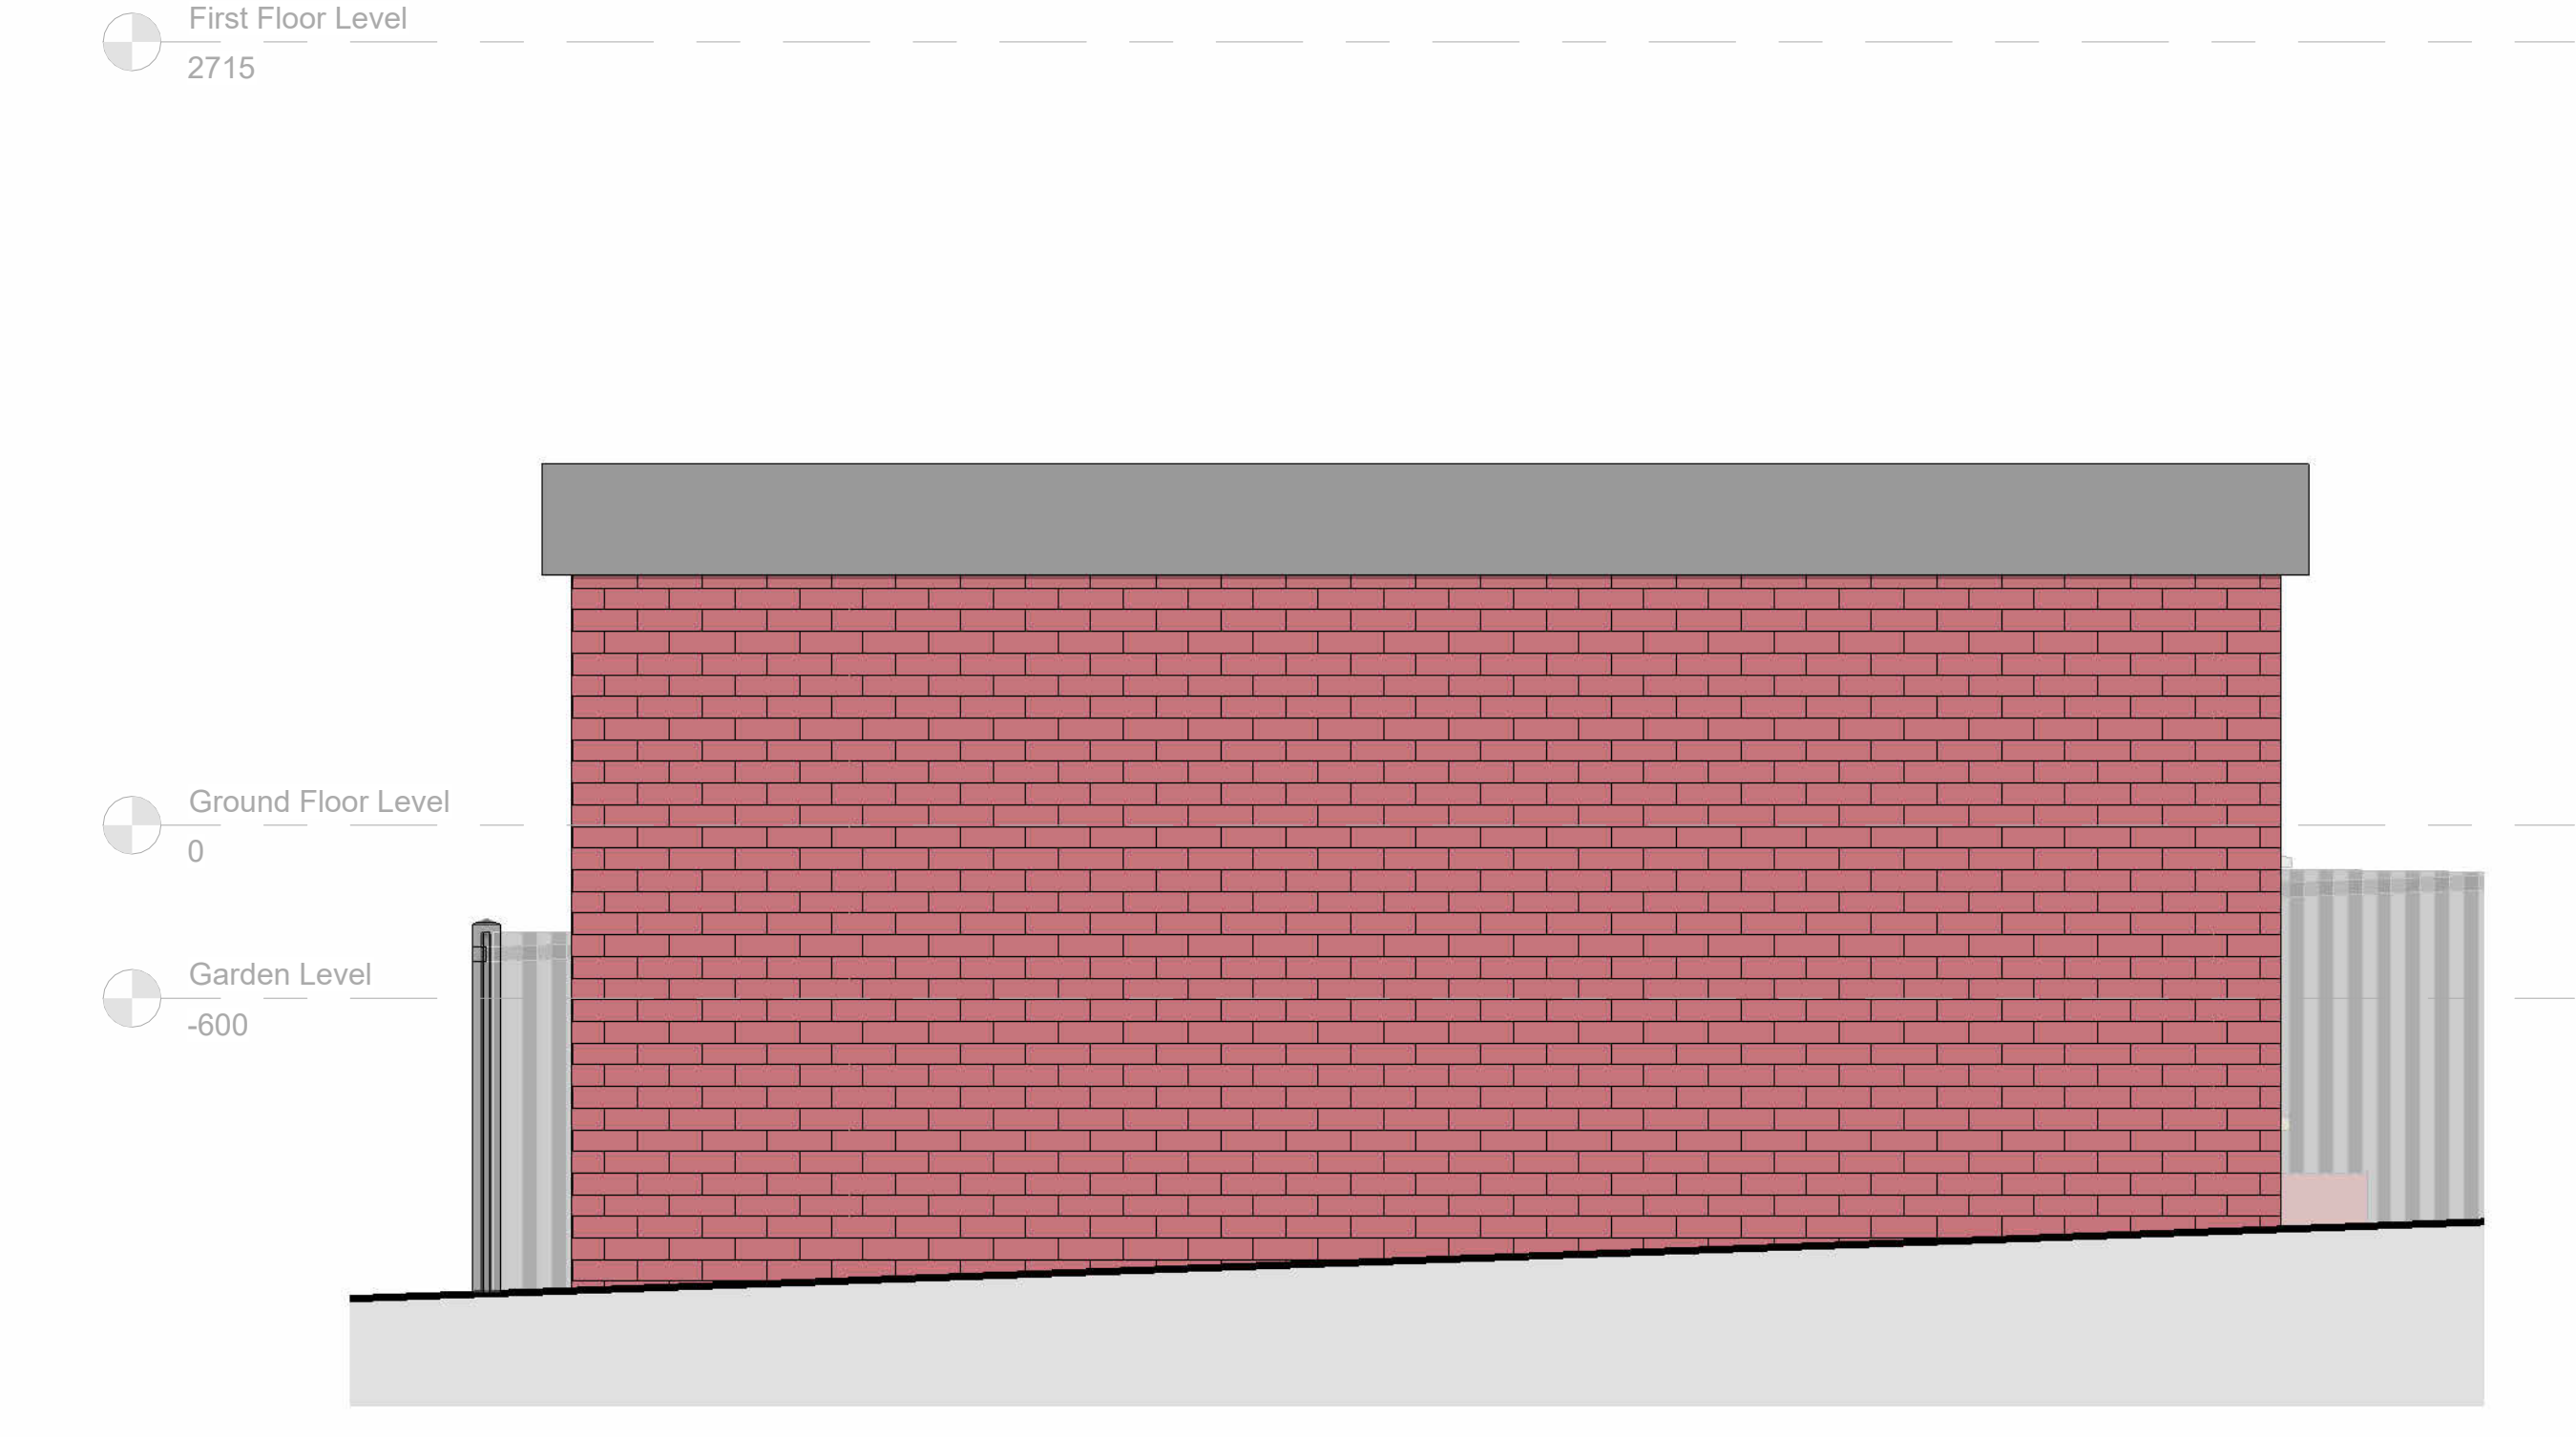 First Floor Level
2715
Ground Floor Level
0
Garden Level
-600